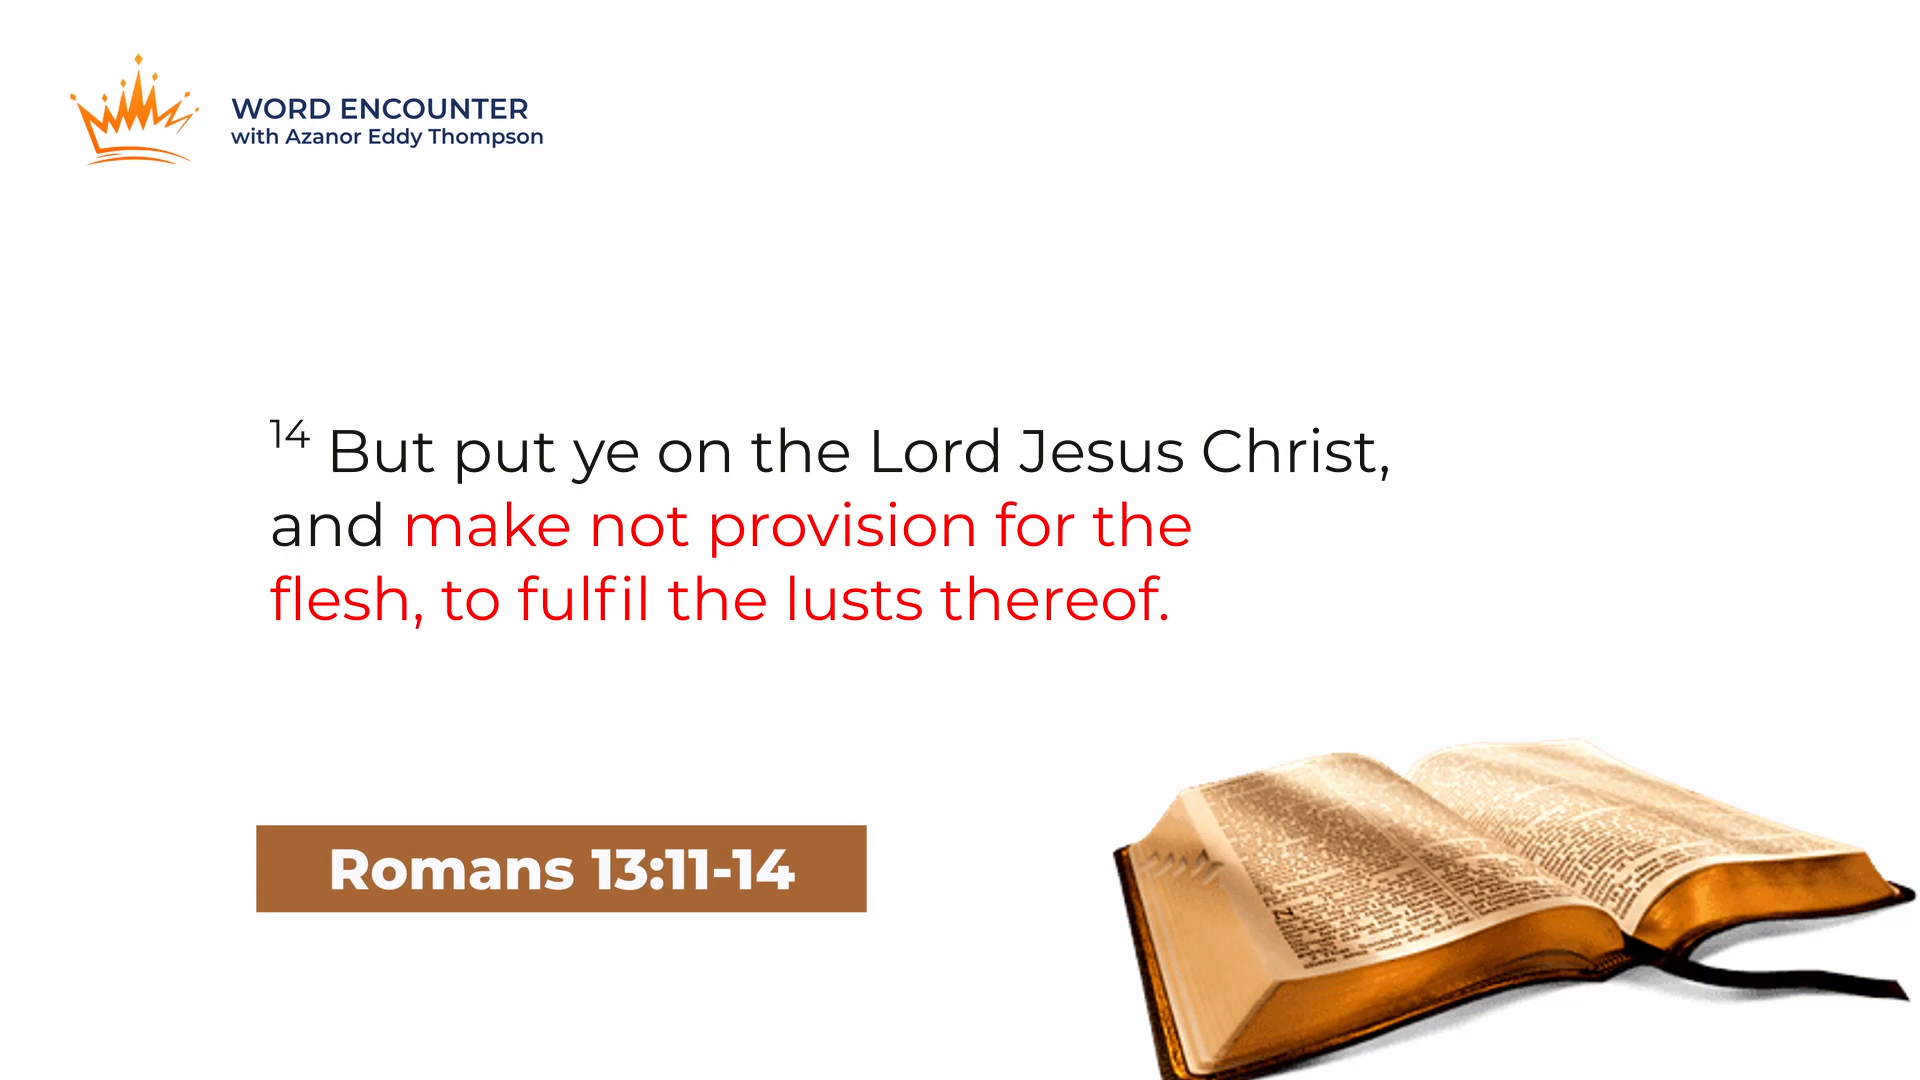 WORD ENCOUNTER
with Azanor Eddy Thompson
14 But put ye on the Lord Jesus Christ,
and make not provision for the
flesh, to fulfil the lusts thereof.
Romans 13:11-14